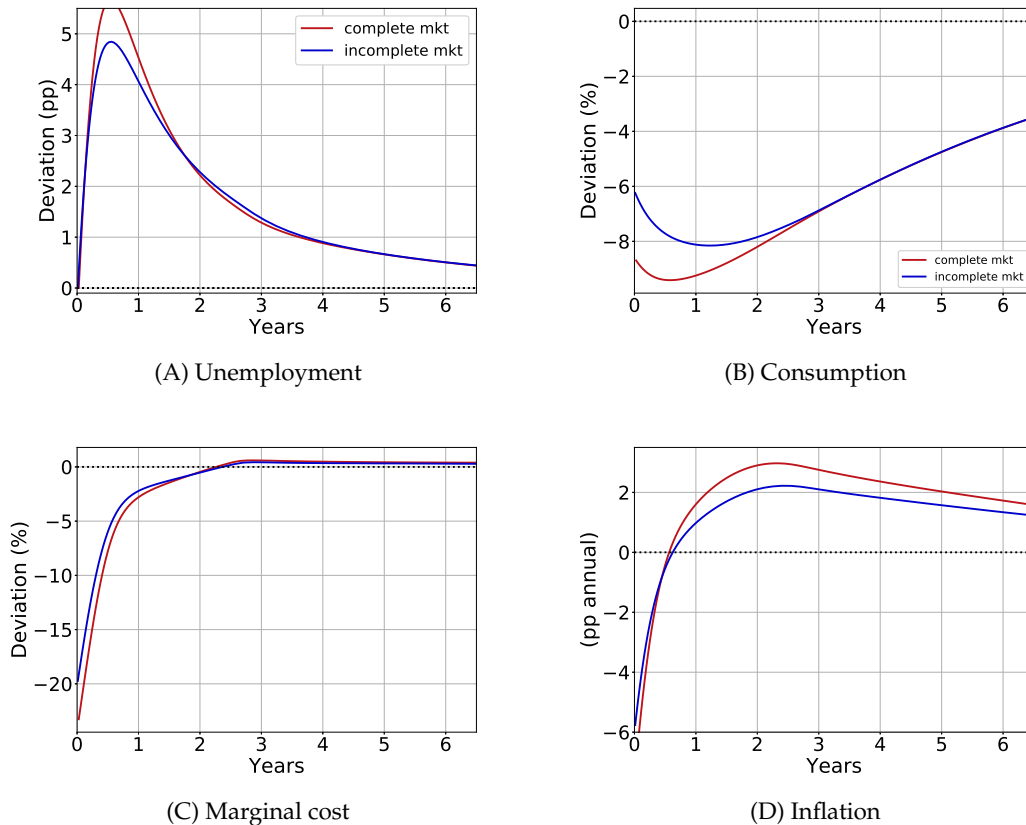 5
4
3
2
1
0
Deviation (pp)
complete mkt
incomplete mkt
0 1 2 3 4 5 6
Years
(A) Unemployment
0
−2
−4
−6
−8
Deviation (%)
complete mkt
incomplete mkt
0 1 2 3 4 5 6
Years
(B) Consumption
0
−5
−10
−15
−20
Deviation (%)
0 1 2 3 4 5 6
Years
(C) Marginal cost
2
0
−2
−4
−6
(pp annual)
0 1 2 3 4 5 6
Years
(D) Inflation